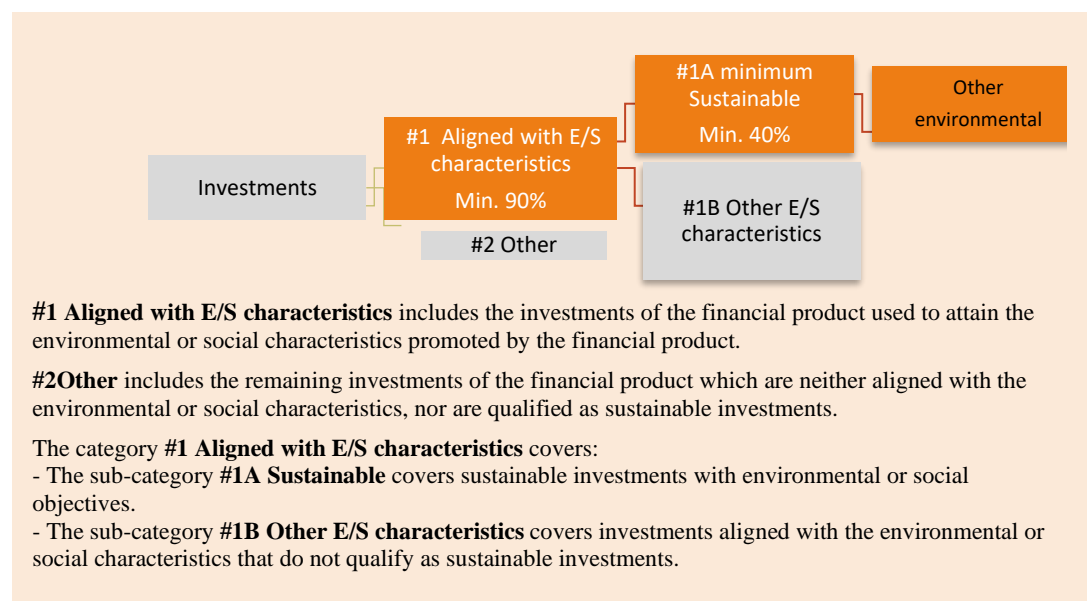 #1A minimum
Sustainable
Min. 40%
Other
environmental
#1 Aligned with E/S
characteristics
Min. 90%
Investments
#1B Other E/S
characteristics
#2 Other
#1 Aligned with E/S characteristics includes the investments of the financial product used to attain the
environmental or social characteristics promoted by the financial product.
#2Other includes the remaining investments of the financial product which are neither aligned with the
environmental or social characteristics, nor are qualified as sustainable investments.
The category #1 Aligned with E/S characteristics covers:
- The sub-category #1A Sustainable covers sustainable investments with environmental or social
objectives.
- The sub-category #1B Other E/S characteristics covers investments aligned with the environmental or
social characteristics that do not qualify as sustainable investments.